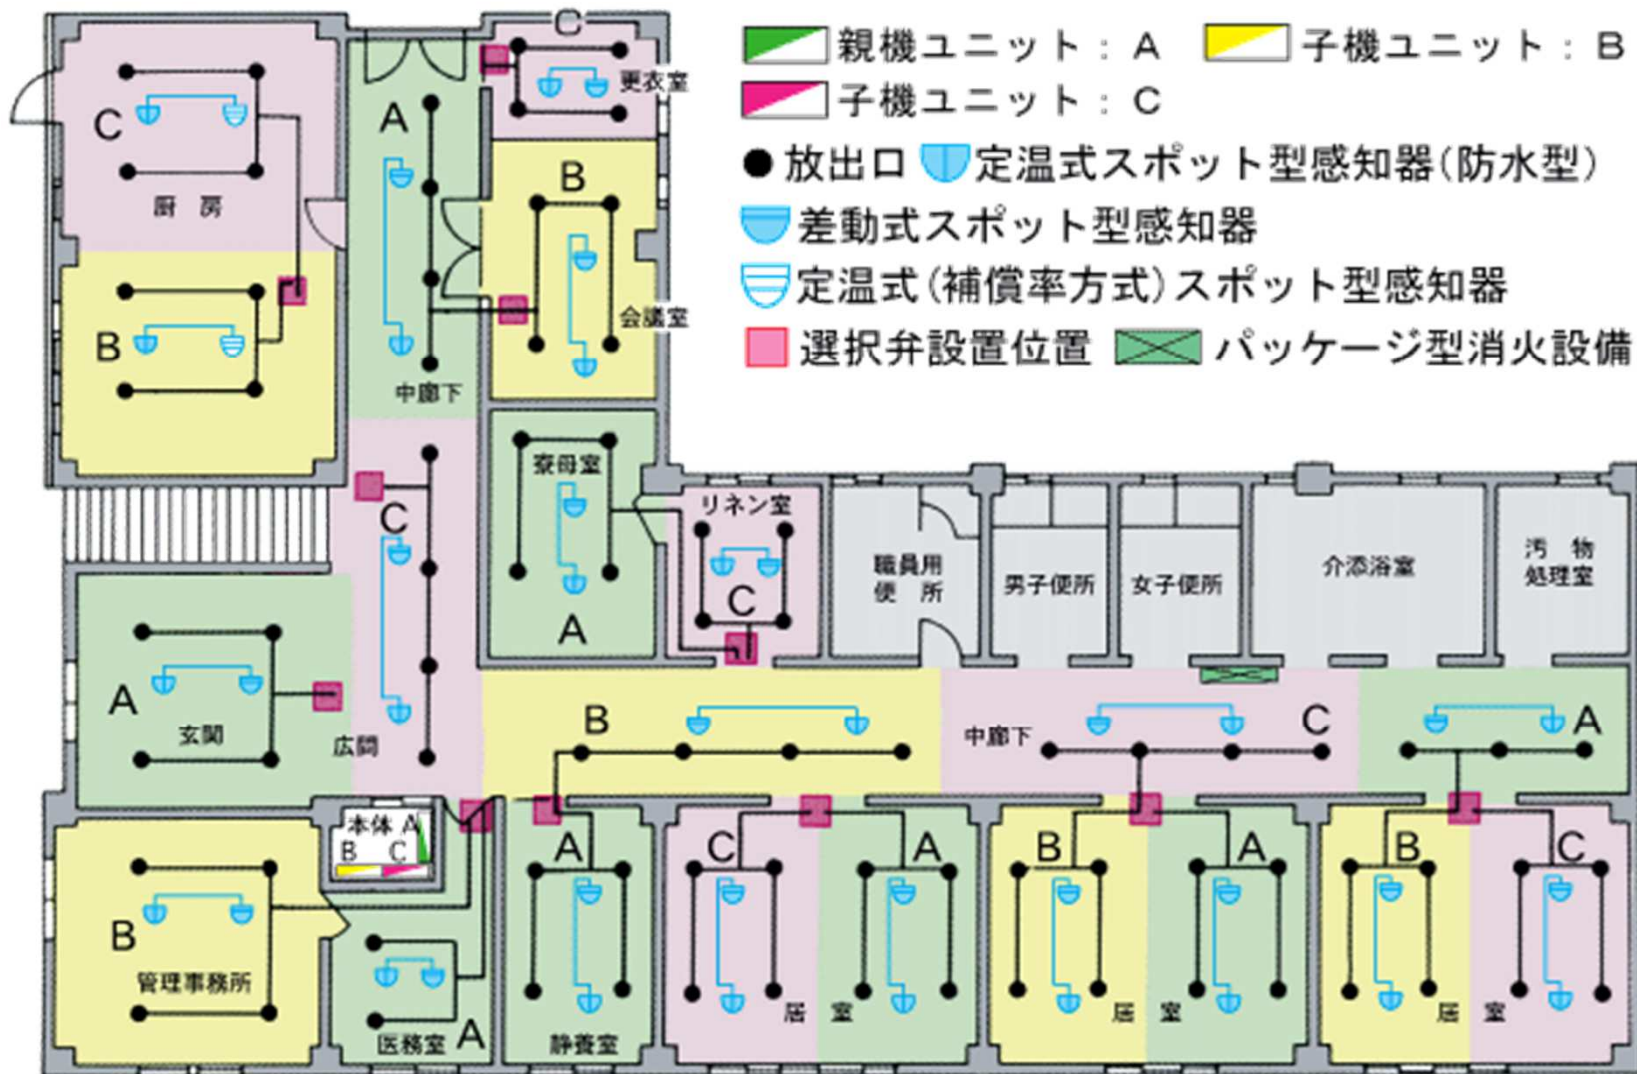 親機ユニット：A　子機ユニット：B
子機ユニット：C
放出口　定温式スポット型感知器(防水型)
差動式スポット型感知器
定温式(補償率方式)スポット型感知器
選択弁設置位置　パッケージ型消火設備
C
更衣室
C
A
厨　房
B
会議室
B
中廊下
寮母室
A
C
リネン室
C
職員用
便　所
男子便所
女子便所
介添浴室
汚　物
処理室
A
玄関
広間
B
中廊下
C
A
本体 A
B C
B
管理事務所
医務室 A
A
静養室
C
A
居　室
B
A
居　室
B
C
居　室